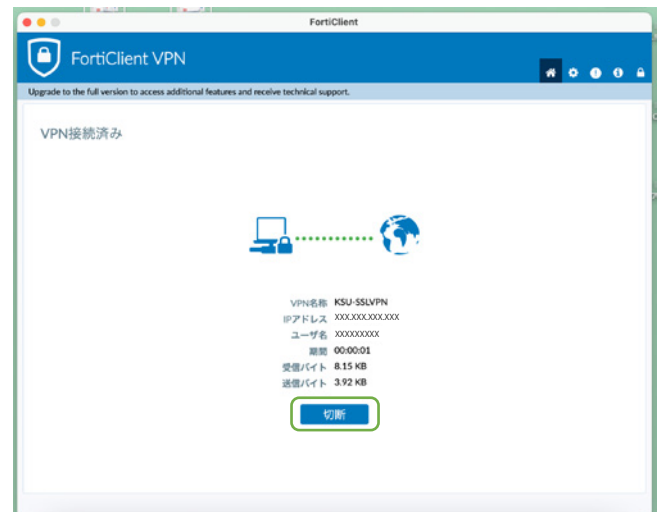 FortiClient
FortiClient VPN
Upgrade to the full version to access additional features and receive technical support.
VPN接続済み
VPN名称 KSU-SSLVPN
IPアドレス XXX.XXX.XXX.XXX
ユーザ名 XXXXXXXXX
期間 00:00:01
受信バイト 8.15 KB
送信バイト 3.92 KB
切断